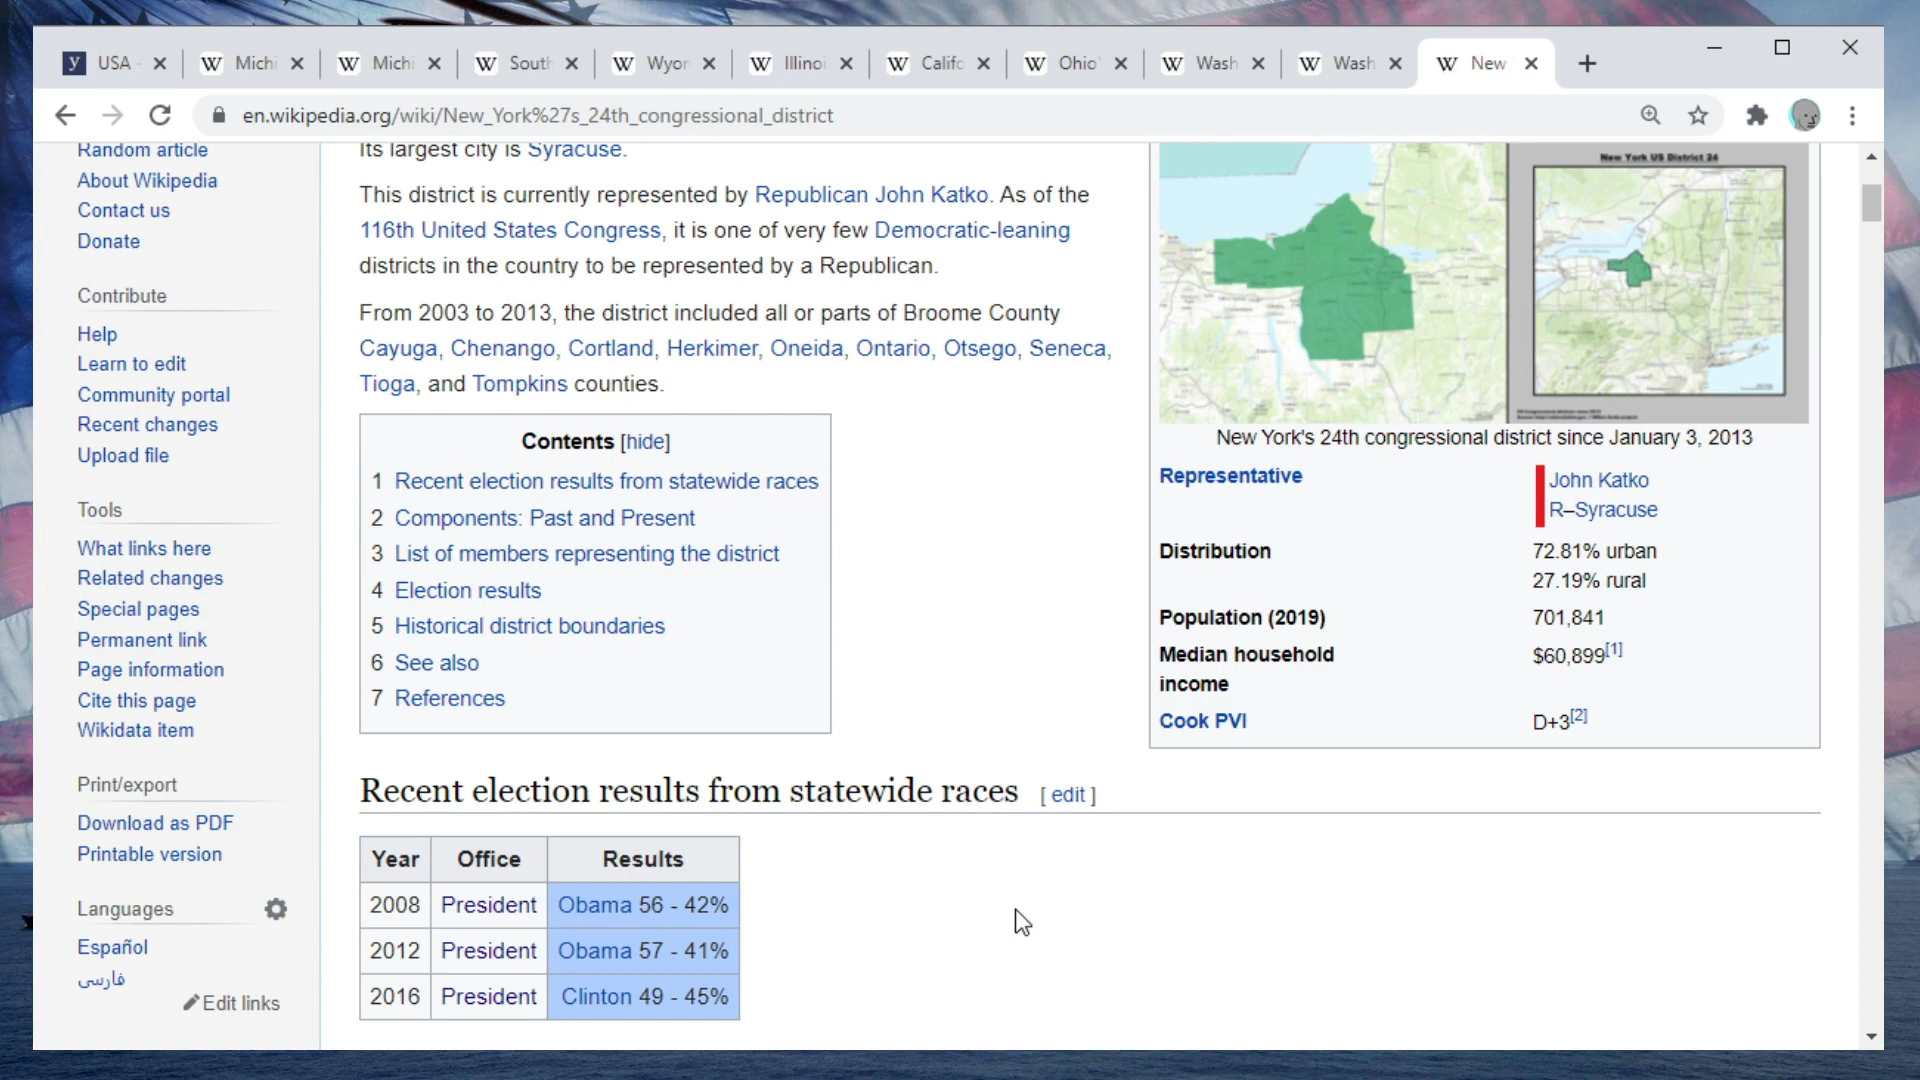 y USA
W Michi
W Michi
W South
W Wyor
W Illinoi
W Califo
W Ohio'
W Wash
W Wash
W New
en.wikipedia.org/wiki/New_York%27s_24th_congressional_district
Random article
About Wikipedia
Contact us
Donate
Contribute
Help
Learn to edit
Community portal
Recent changes
Upload file
Tools
What links here
Related changes
Special pages
Permanent link
Page information
Cite this page
Wikidata item
Print/export
Download as PDF
Printable version
Languages
Español
فارسی
Edit links
Its largest city is Syracuse.
This district is currently represented by Republican John Katko. As of the
116th United States Congress, it is one of very few Democratic-leaning
districts in the country to be represented by a Republican.
From 2003 to 2013, the district included all or parts of Broome County
Cayuga, Chenango, Cortland, Herkimer, Oneida, Ontario, Otsego, Seneca,
Tioga, and Tompkins counties.
Contents [hide]
1 Recent election results from statewide races
2 Components: Past and Present
3 List of members representing the district
4 Election results
5 Historical district boundaries
6 See also
7 References
New York US District 24
New York's 24th congressional district since January 3, 2013
Representative John Katko
R–Syracuse
Distribution 72.81% urban
27.19% rural
Population (2019) 701,841
Median household $60,899[1]
income
Cook PVI D+3[2]
Recent election results from statewide races [ edit ]
Year Office Results
2008 President Obama 56 - 42%
2012 President Obama 57 - 41%
2016 President Clinton 49 - 45%